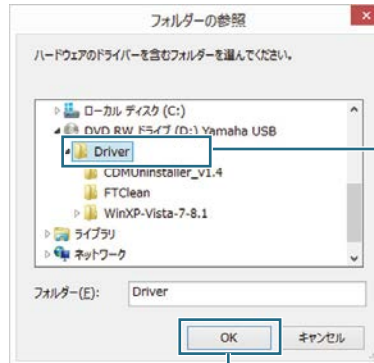 フォルダーの参照
ハードウェアのドライバーを含むフォルダーを選んでください。
ローカル ディスク (C:)
DVD RW ドライブ (D:) Yamaha USB
Driver
CDMUninstaller_v1.4
FTClean
WinXP-Vista-7-8.1
ライブラリ
ネットワーク
フォルダー(F): Driver
OK キャンセル